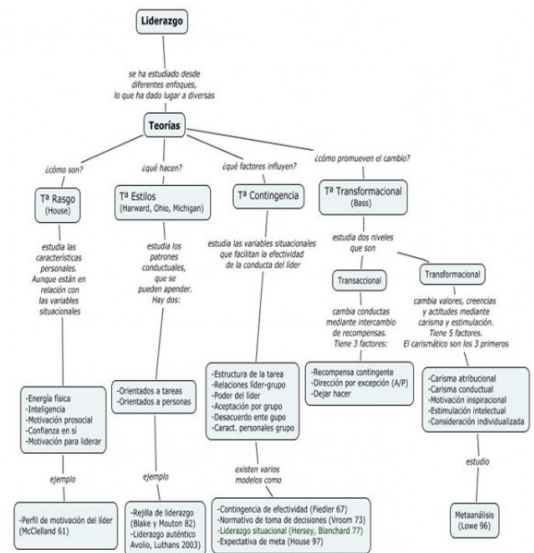 Liderazgo
se ha estudiado desde
diferentes enfoques,
lo que ha dado lugar a diversas
Teorías
¿cómo son?
¿qué hacen?
¿qué factores influyen?
¿cómo promueven el cambio?
Tª Rasgo
(House)
Tª Estilos
(Harward, Ohio, Michigan)
Tª Contingencia
Tª Transformacional
(Bass)
estudia las
características
personales.
Aunque están en
relación con
las variables
situacionales
estudia los
patrones
conductuales,
que se
pueden apender.
Hay dos:
estudia las variables situacionales
que facilitan la efectividad
de la conducta del líder
estudia dos niveles
que son
Transaccional
Transformacional
cambia conductas
mediante intercambio
de recompensas.
Tiene 3 factores:
cambia valores, creencias
y actitudes mediante
carisma y estimulación.
Tiene 5 factores.
El carismático son los 3 primeros
-Energía física
-Inteligencia
-Motivación prosocial
-Confianza en sí
-Motivación para liderar
-Orientados a tareas
-Orientados a personas
-Estructura de la tarea
-Relaciones líder-grupo
-Poder del líder
-Aceptación por grupo
-Desacuerdo ente gupo
-Caract. personales grupo
-Recompensa contingente
-Dirección por excepción (A/P)
-Dejar hacer
-Carisma atribucional
-Carisma conductual
-Motivación inspiracional
-Estimulación intelectual
-Consideración individualizada
ejemplo
ejemplo
existen varios
modelos como
estudio
-Perfil de motivación del líder
(McClelland 61)
-Rejilla de liderazgo
(Blake y Mouton 82)
-Liderazgo auténtico
Avolio, Luthans 2003)
-Contingencia de efectividad (Fiedler 67)
-Normativo de toma de decisiones (Vroom 73)
-Liderazgo situacional (Hersey, Blanchard 77)
-Expectativa de meta (House 97)
Metaanálisis
(Lowe 96)